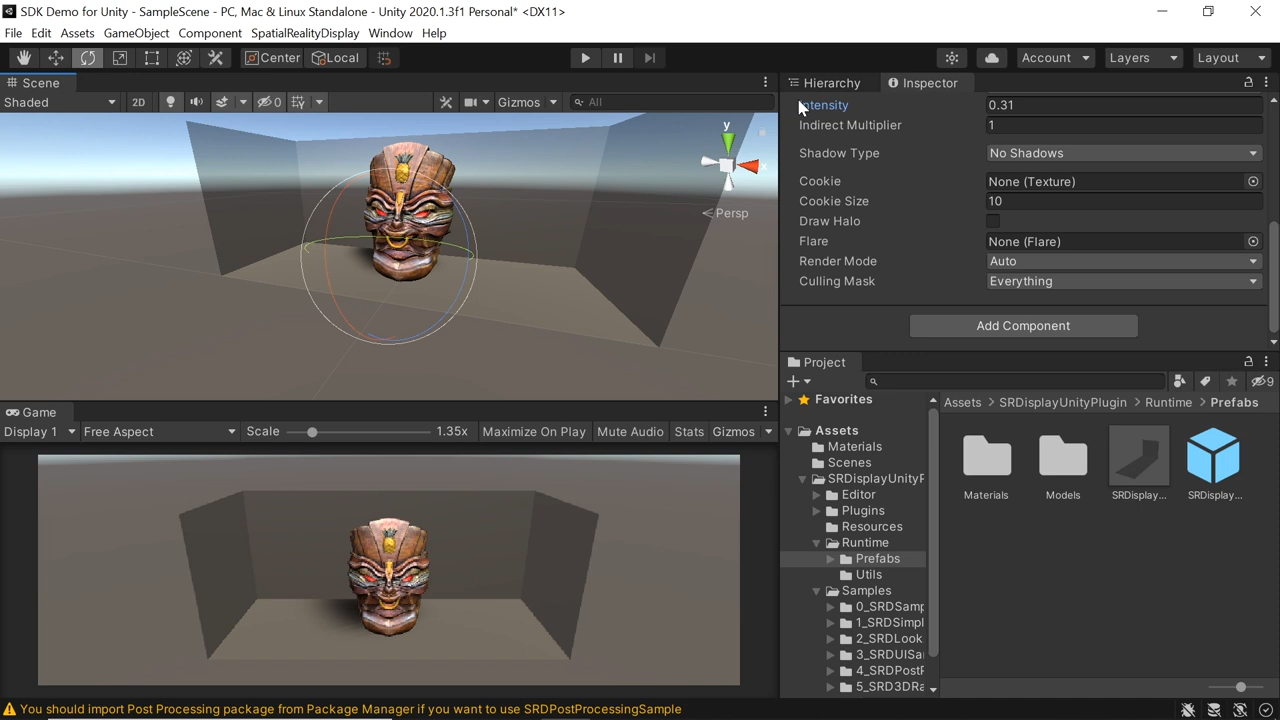 SDK Demo for Unity - SampleScene - PC, Mac & Linux Standalone - Unity 2020.1.3f1 Personal* <DX11>
File Edit Assets GameObject Component SpatialRealityDisplay Window Help
Center Local Account Layers Layout
Scene
Shaded 2D 0 Gizmos All
y
x
Persp
Game
Display 1 Free Aspect Scale 1.35x Maximize On Play Mute Audio Stats Gizmos
Hierarchy Inspector
Intensity 0.31
Indirect Multiplier 1
Shadow Type No Shadows
Cookie None (Texture)
Cookie Size 10
Draw Halo
Flare None (Flare)
Render Mode Auto
Culling Mask Everything
Add Component
Project
9
Favorites
Assets
Materials
Scenes
SRDisplayUnityP
Editor
Plugins
Resources
Runtime
Prefabs
Utils
Samples
0_SRDSamp
1_SRDSimpl
2_SRDLook
3_SRDUISa
4_SRDPostF
5_SRD3DRa
Assets > SRDisplayUnityPlugin > Runtime > Prefabs
Materials Models SRDisplay... SRDisplay...
You should import Post Processing package from Package Manager if you want to use SRDPostProcessingSample